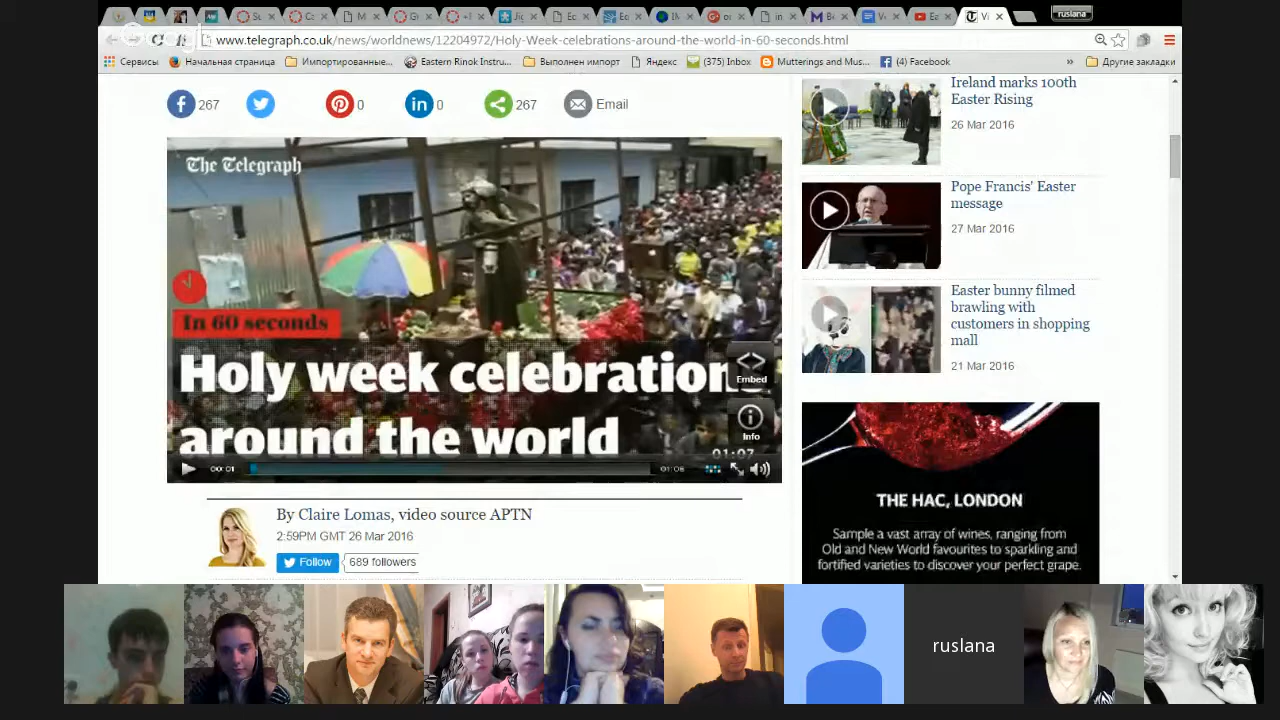 ruslana
www.telegraph.co.uk/news/worldnews/12204972/Holy-Week-celebrations-around-the-world-in-60-seconds.html
Сервисы
Начальная страница
Импортированные...
Eastern Rinok Instru...
Выполнен импорт
Яндекс
(375) Inbox
Mutterings and Mus...
(4) Facebook
»
Другие закладки
267
0
0
267
Email
The Telegraph
In 60 seconds
Holy week celebration
around the world
Embed
Info
01:07
00:01
01:06
By Claire Lomas, video source APTN
2:59PM GMT 26 Mar 2016
Follow
689 followers
Ireland marks 100th
Easter Rising
26 Mar 2016
Pope Francis' Easter
message
27 Mar 2016
Easter bunny filmed
brawling with
customers in shopping
mall
21 Mar 2016
THE HAC, LONDON
Sample a vast array of wines, ranging from
Old and New World favourites to sparkling and
fortified varieties to discover your perfect grape.
ruslana